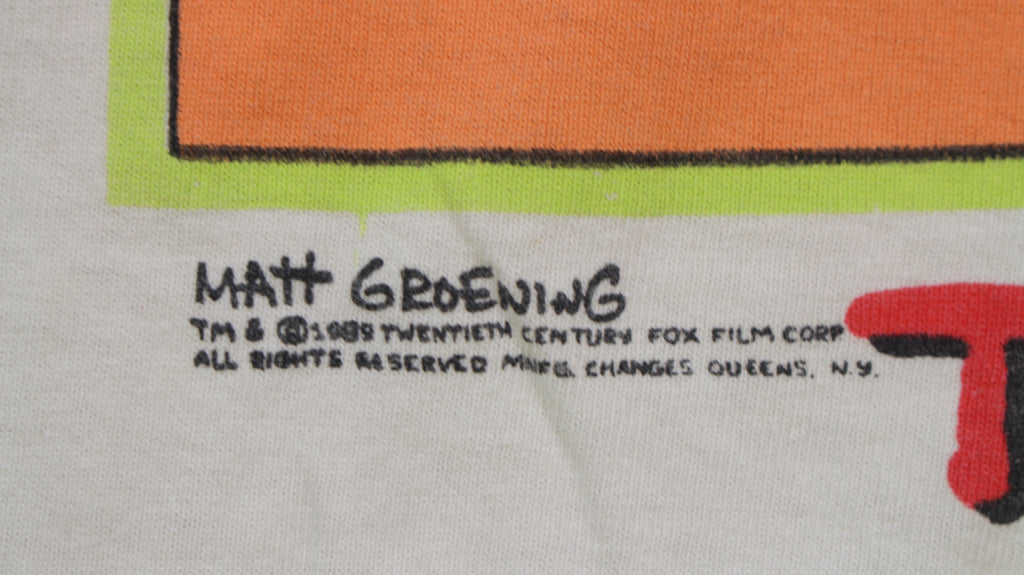 MATT GROENING
TM & ©1989 TWENTIETH CENTURY FOX FILM CORP
ALL RIGHTS RESERVED MNFG. CHANGES QUEENS, N.Y.
T